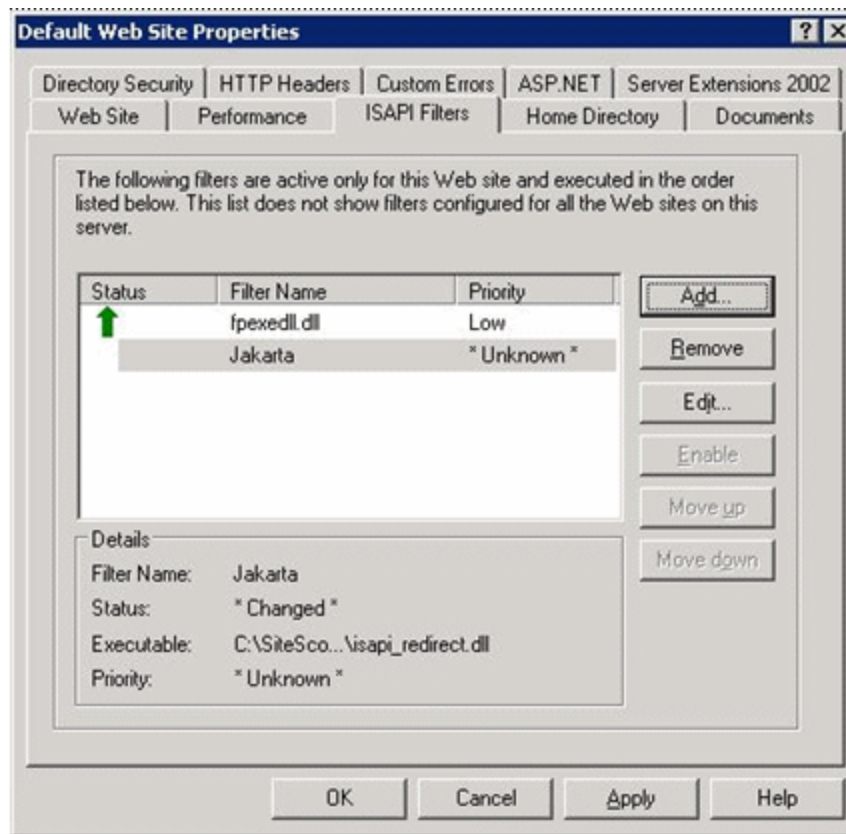 Default Web Site Properties
?
Directory Security HTTP Headers Custom Errors ASP.NET Server Extensions 2002
Web Site Performance ISAPI Filters Home Directory Documents
The following filters are active only for this Web site and executed in the order
listed below. This list does not show filters configured for all the Web sites on this
server.
Status Filter Name Priority
fpexedll.dll Low
Jakarta * Unknown *
Add...
Remove
Edit...
Enable
Move up
Move down
Details
Filter Name: Jakarta
Status: * Changed *
Executable: C:\SiteSco...\isapi_redirect.dll
Priority: * Unknown *
OK Cancel Apply Help